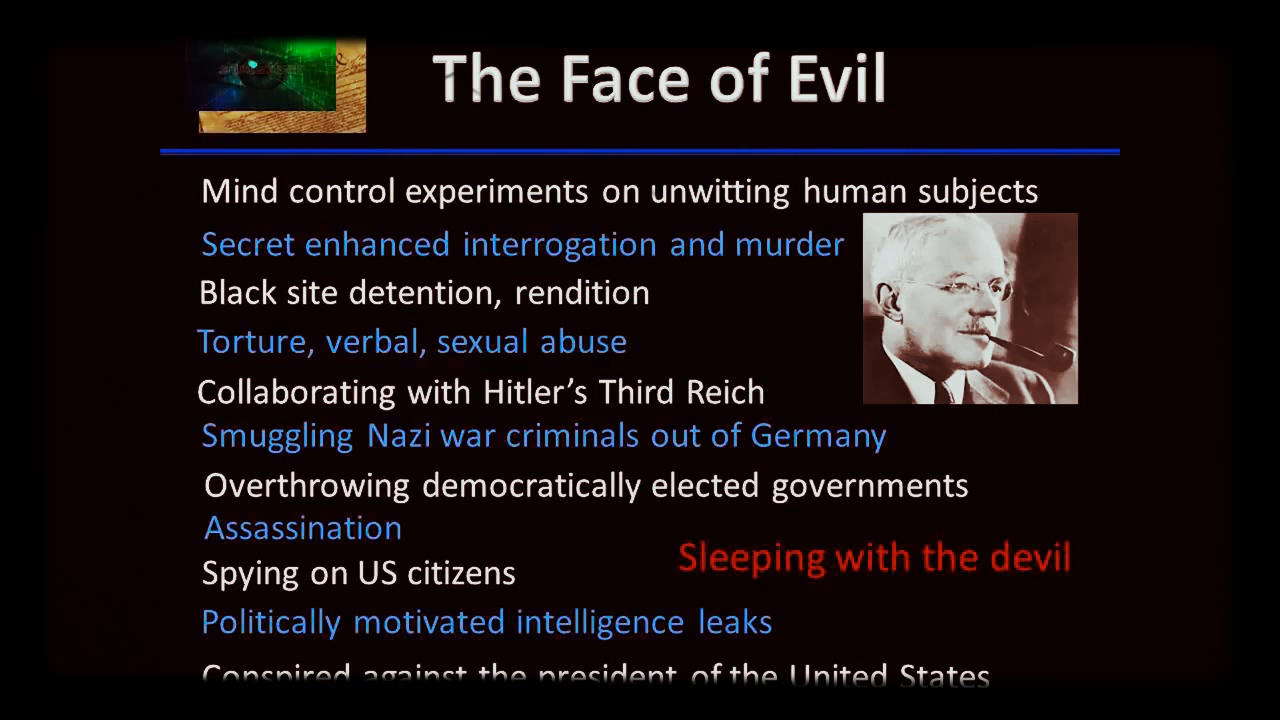 The Face of Evil
Mind control experiments on unwitting human subjects
Secret enhanced interrogation and murder
Black site detention, rendition
Torture, verbal, sexual abuse
Collaborating with Hitler’s Third Reich
Smuggling Nazi war criminals out of Germany
Overthrowing democratically elected governments
Assassination
Sleeping with the devil
Spying on US citizens
Politically motivated intelligence leaks
Conspired against the president of the United States